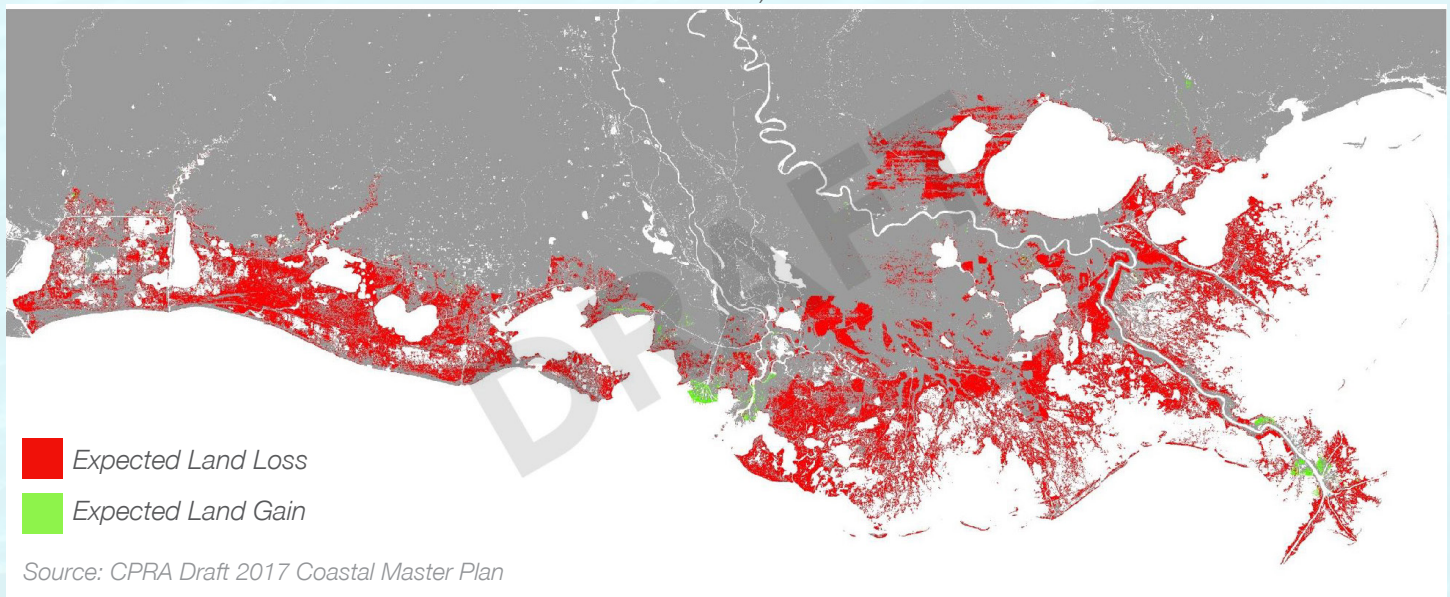 DRAFT
Expected Land Loss
Expected Land Gain
Source: CPRA Draft 2017 Coastal Master Plan